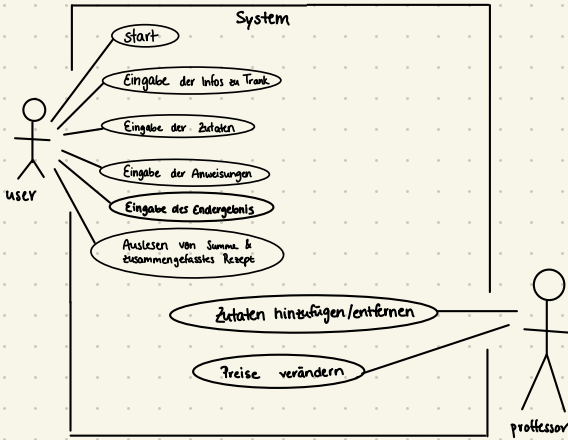 System
start
Eingabe der Infos zu Trank
Eingabe der Zutaten
Eingabe der Anweisungen
user
Eingabe des Endergebnis
Auslesen von Summe &
zusammengefasstes Rezept
Zutaten hinzufügen/entfernen
Preise verändern
proffessor